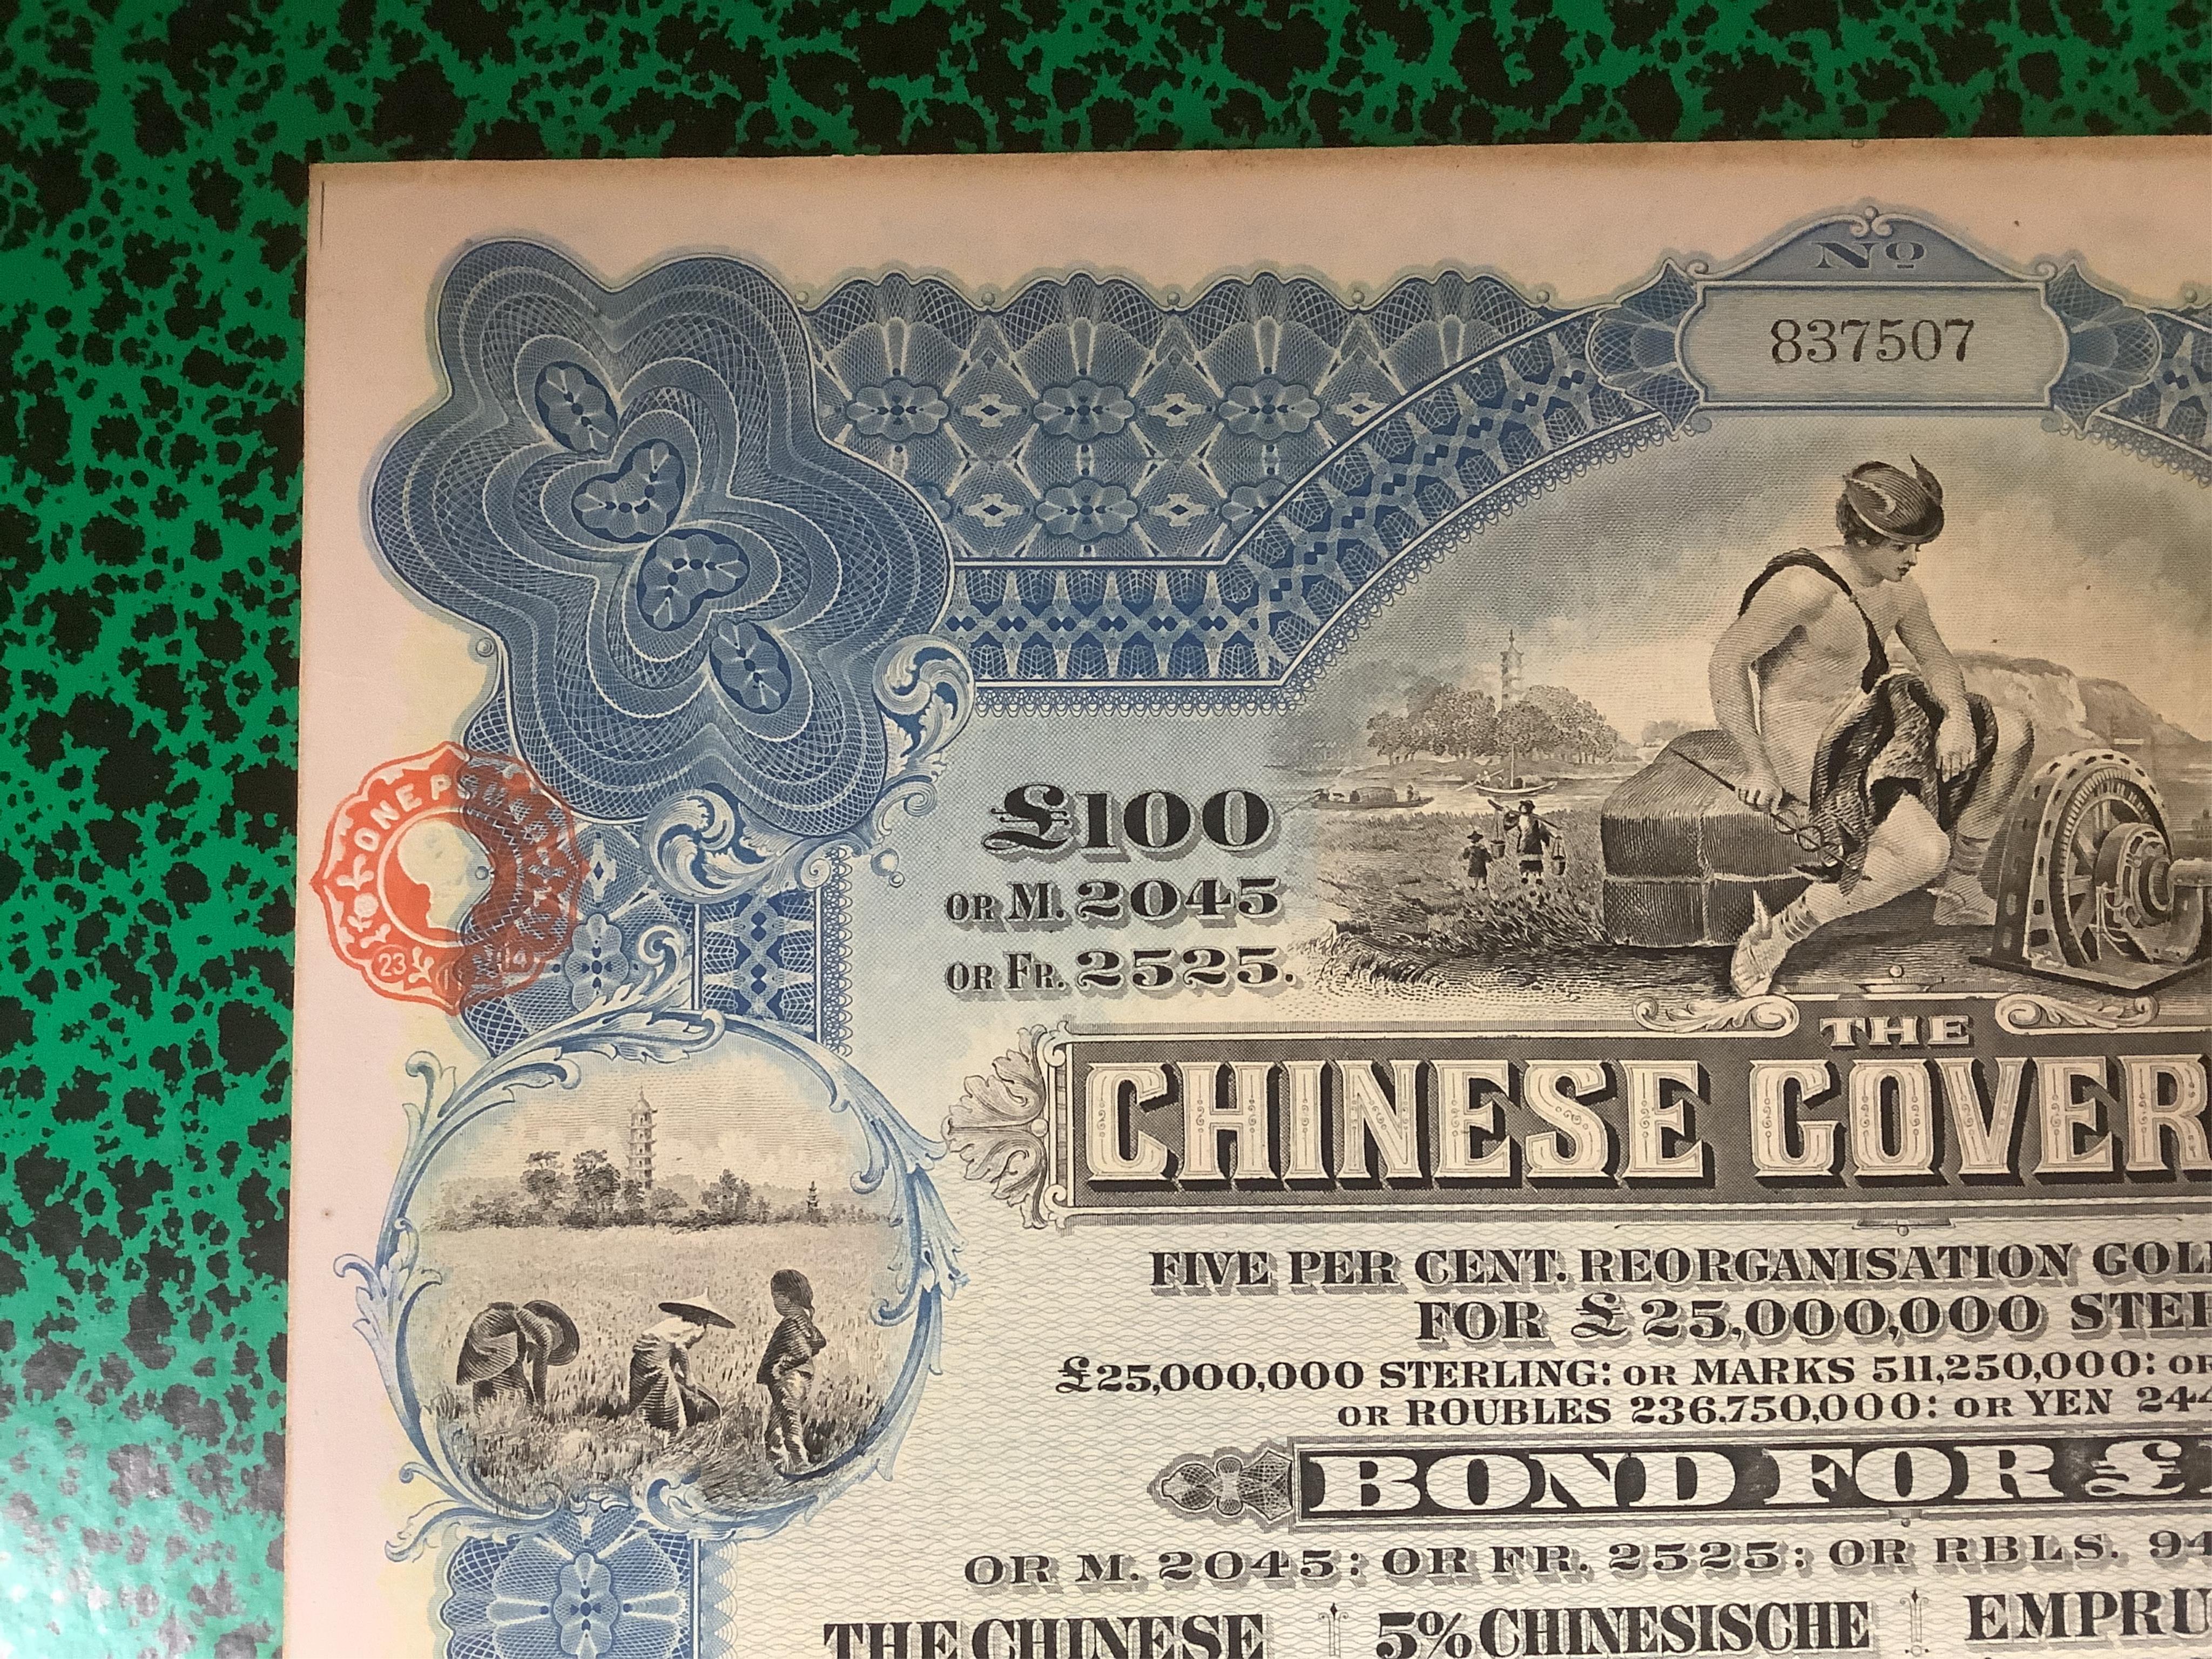 Nº
837507
£100
OR M. 2045
OR FR. 2525.
ONE POUND
23 14
THE
CHINESE GOVER
FIVE PER CENT. REORGANISATION GOL
FOR £25,000,000 STER
£25,000,000 STERLING: OR MARKS 511,250,000: OR
OR ROUBLES 236,750,000: OR YEN 244
BOND FOR £
OR M. 2045: OR FR. 2525; OR RBLS. 94
THE CHINESE
5% CHINESISCHE
EMPRU